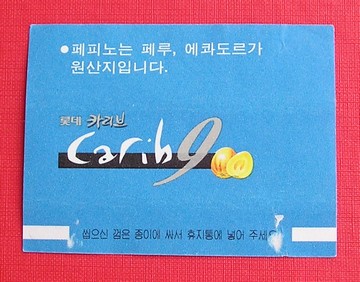 ●페피노는 페루, 에콰도르가
원산지입니다.
롯데 카리브
Carib 9
씹으신 껌은 종이에 싸서 휴지통에 넣어 주세요